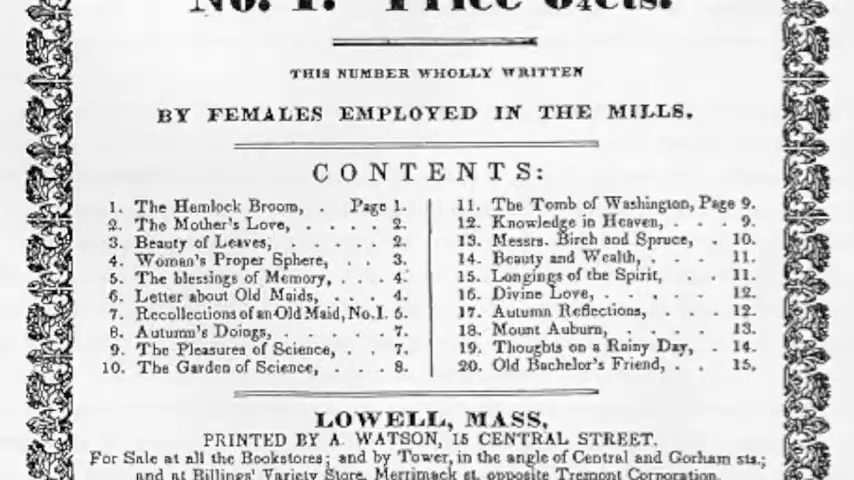 No. 1. Price 6¼cts.
THIS NUMBER WHOLLY WRITTEN
BY FEMALES EMPLOYED IN THE MILLS.
CONTENTS:
1. The Hemlock Broom, . Page 1.
2. The Mother's Love, . . . . . 2.
3. Beauty of Leaves, . . . . . . 2.
4. Woman's Proper Sphere, . . . 3.
5. The blessings of Memory, . . . 4.
6. Letter about Old Maids, . . . 4.
7. Recollections of an Old Maid, No. I. 5.
8. Autumn's Doings, . . . . . . 7.
9. The Pleasures of Science, . . . 7.
10. The Garden of Science, . . . . 8.
11. The Tomb of Washington, Page 9.
12. Knowledge in Heaven, . . . 9.
13. Messrs. Birch and Spruce, . 10.
14. Beauty and Wealth, . . . . 11.
15. Longings of the Spirit, . . . 11.
16. Divine Love, . . . . . . 12.
17. Autumn Reflections, . . . . 12.
18. Mount Auburn, . . . . . 13.
19. Thoughts on a Rainy Day, . 14.
20. Old Bachelor's Friend, . . . 15.
LOWELL, MASS,
PRINTED BY A. WATSON, 15 CENTRAL STREET.
For Sale at all the Bookstores; and by Tower, in the angle of Central and Gorham sts.;
and at Billings' Variety Store, Merrimack st. opposite Tremont Corporation.